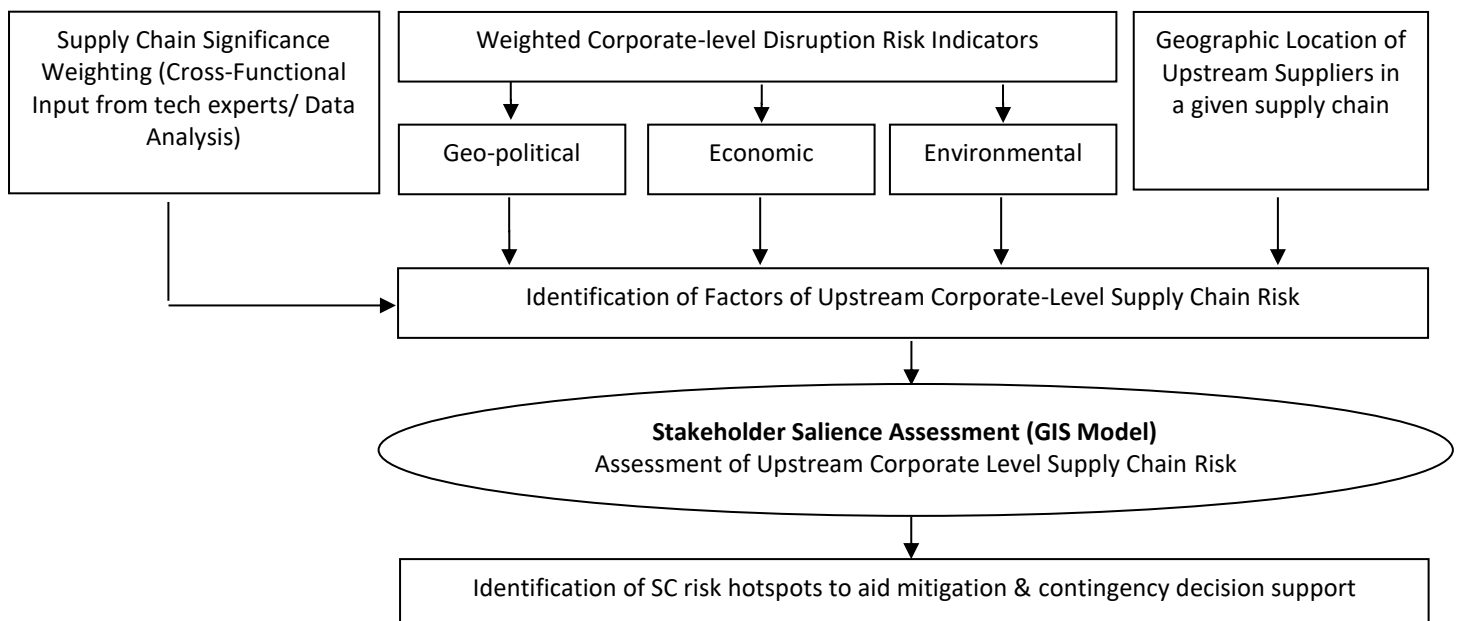 Supply Chain Significance
Weighting (Cross-Functional
Input from tech experts/ Data
Analysis)
Weighted Corporate-level Disruption Risk Indicators
Geographic Location of
Upstream Suppliers in
a given supply chain
Geo-political
Economic
Environmental
Identification of Factors of Upstream Corporate-Level Supply Chain Risk
Stakeholder Salience Assessment (GIS Model)
Assessment of Upstream Corporate Level Supply Chain Risk
Identification of SC risk hotspots to aid mitigation & contingency decision support